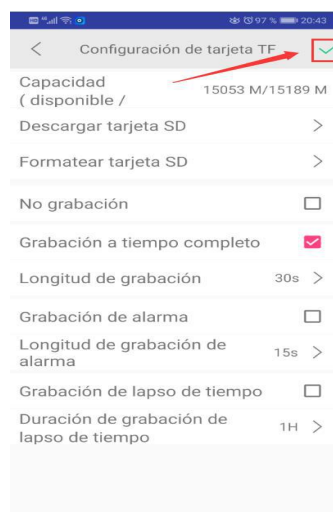 97 % 20:43
Configuración de tarjeta TF
Capacidad
( disponible /
15053 M/15189 M
Descargar tarjeta SD
Formatear tarjeta SD
No grabación
Grabación a tiempo completo
Longitud de grabación 30s
Grabación de alarma
Longitud de grabación de
alarma
15s
Grabación de lapso de tiempo
Duración de grabación de
lapso de tiempo
1H